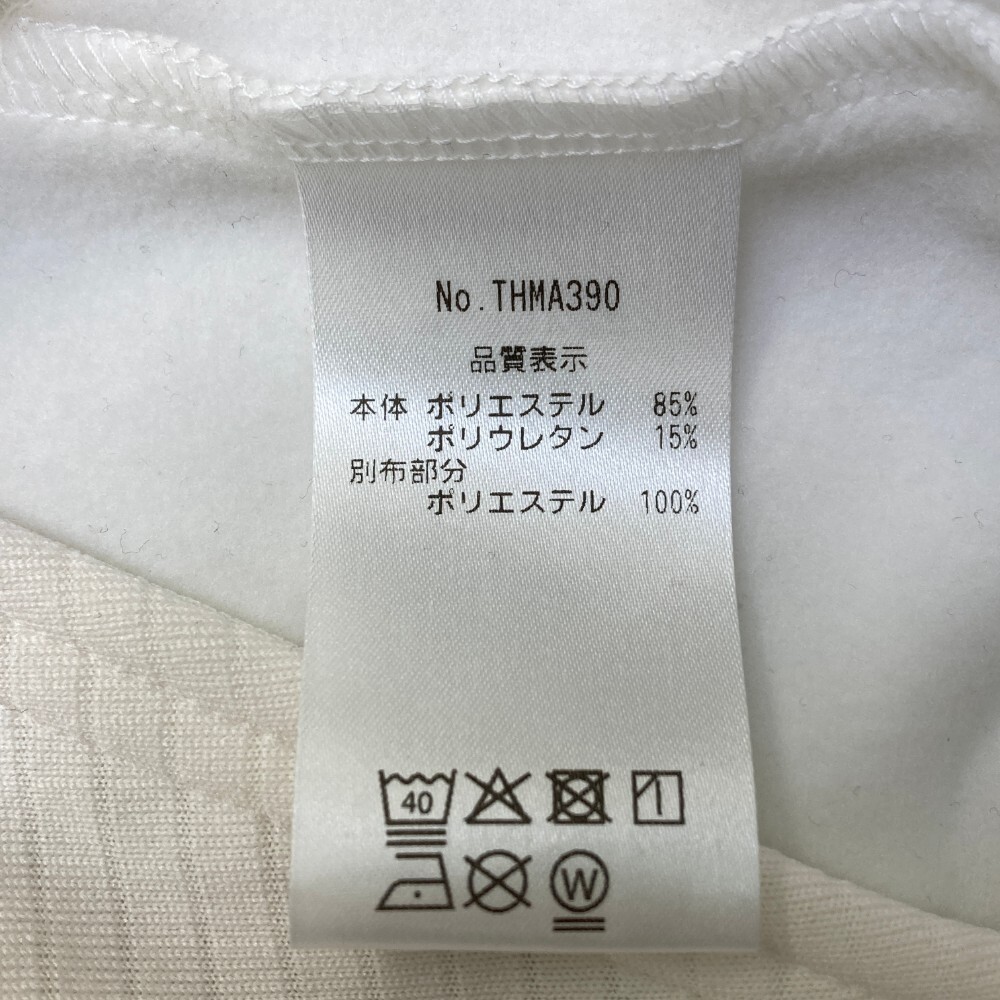 No.THMA390
品質表示
本体 ポリエステル 85%
ポリウレタン 15%
別布部分
ポリエステル 100%
40
W